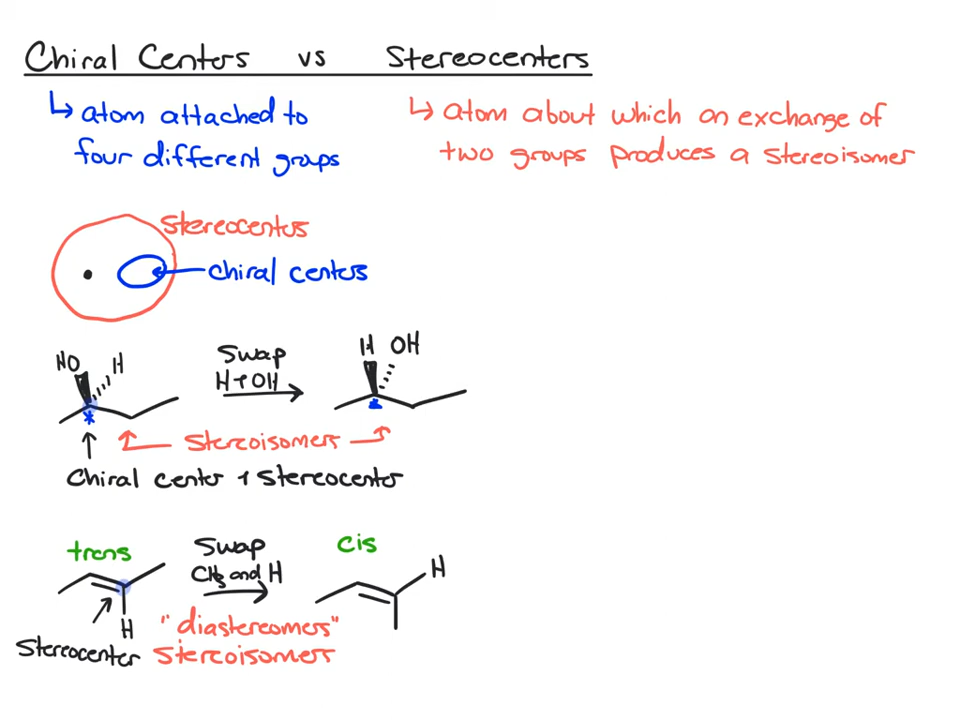 Chiral Centers vs Stereocenters
↳ atom attached to
four different groups
↳ atom about which an exchange of
two groups produces a stereoisomer
Stereocenters
chiral centers
HO H
Swap
H + OH
H OH
*
*
Stereoisomers
Chiral center + Stereocenter
trans
Swap
CH3 and H
cis
H
H
"diastereomers"
Stereocenter
Stereoisomers